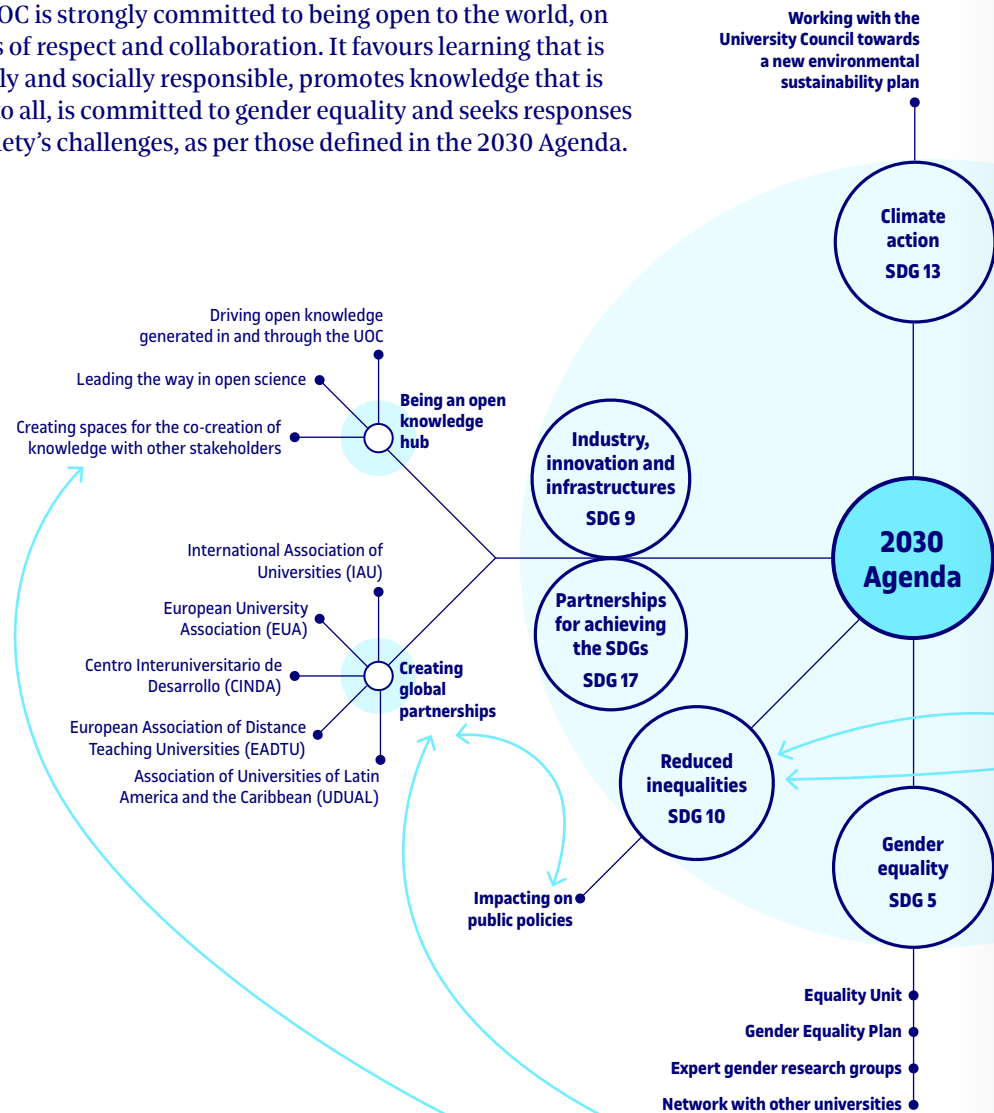 OC is strongly committed to being open to the world, on
s of respect and collaboration. It favours learning that is
ly and socially responsible, promotes knowledge that is
to all, is committed to gender equality and seeks responses
iety’s challenges, as per those defined in the 2030 Agenda.
Working with the
University Council towards
a new environmental
sustainability plan
Climate
action
SDG 13
Driving open knowledge
generated in and through the UOC
Leading the way in open science
Creating spaces for the co-creation of
knowledge with other stakeholders
Being an open
knowledge
hub
Industry,
innovation and
infrastructures
SDG 9
2030
Agenda
International Association of
Universities (IAU)
European University
Association (EUA)
Centro Interuniversitario de
Desarrollo (CINDA)
European Association of Distance
Teaching Universities (EADTU)
Association of Universities of Latin
America and the Caribbean (UDUAL)
Creating
global
partnerships
Partnerships
for achieving
the SDGs
SDG 17
Reduced
inequalities
SDG 10
Impacting on
public policies
Gender
equality
SDG 5
Equality Unit
Gender Equality Plan
Expert gender research groups
Network with other universities